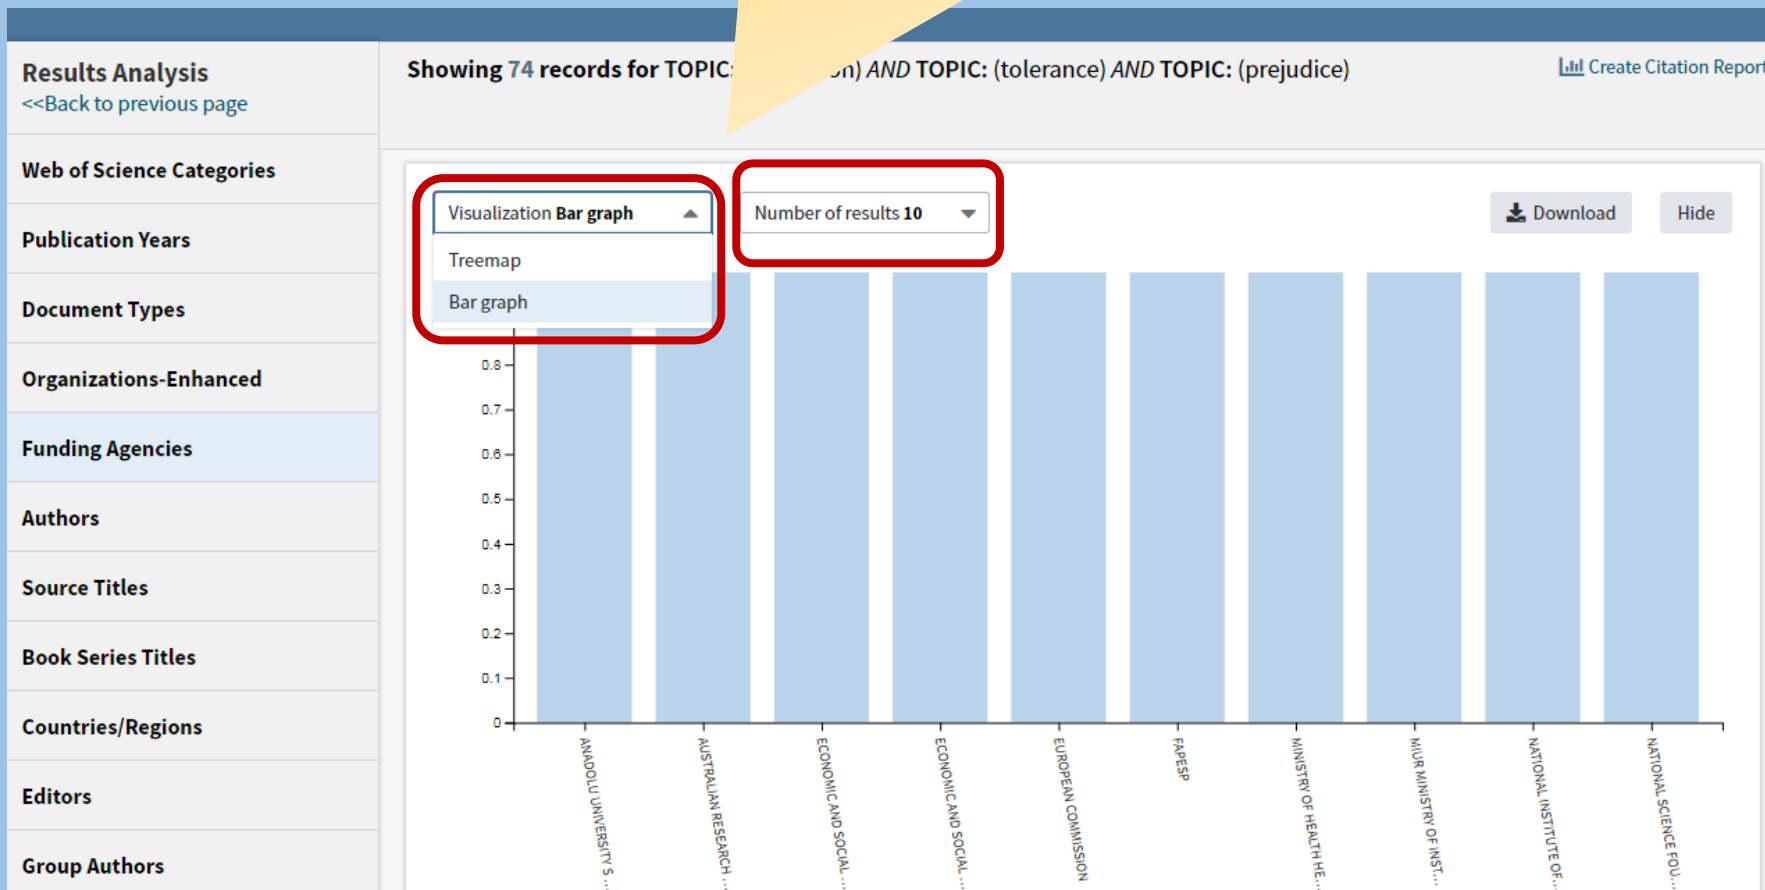 Results Analysis
<<Back to previous page
Web of Science Categories
Publication Years
Document Types
Organizations-Enhanced
Funding Agencies
Authors
Source Titles
Book Series Titles
Countries/Regions
Editors
Group Authors
Showing 74 records for TOPIC: on) AND TOPIC: (tolerance) AND TOPIC: (prejudice)
Create Citation Report
Visualization Bar graph
Number of results 10
Download
Hide
Treemap
Bar graph
0.8
0.7
0.6
0.5
0.4
0.3
0.2
0.1
0
ANADOLU UNIVERSITY S ...
AUSTRALIAN RESEARCH ...
ECONOMIC AND SOCIAL ...
ECONOMIC AND SOCIAL ...
EUROPEAN COMMISSION
FAPESP
MINISTRY OF HEALTH HE...
MIUR MINISTRY OF INST...
NATIONAL INSTITUTE OF...
NATIONAL SCIENCE FOU...